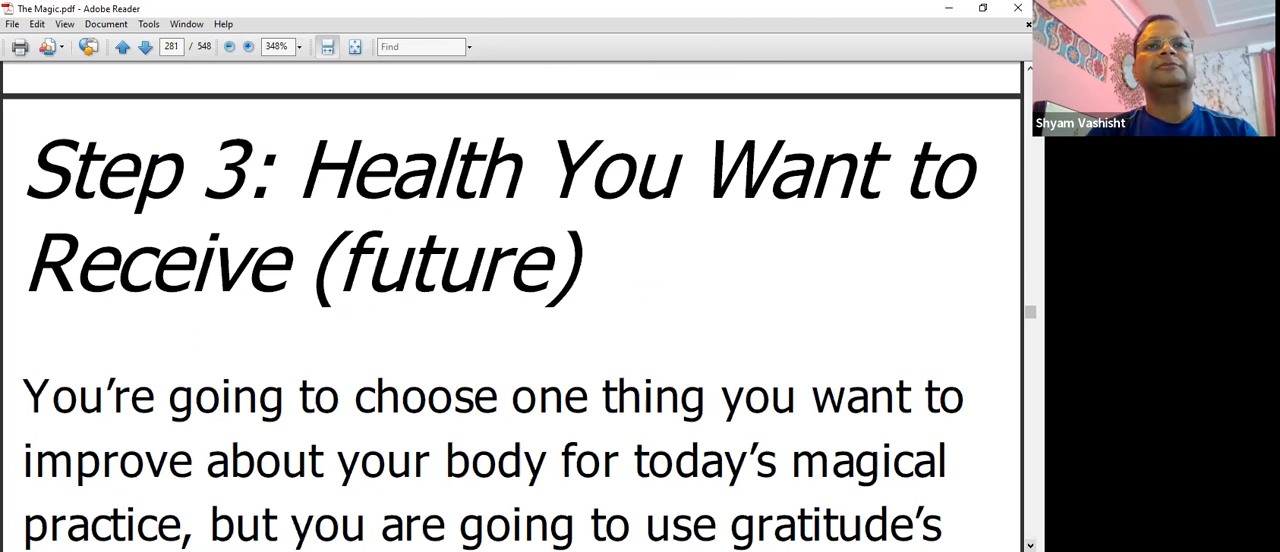 The Magic.pdf - Adobe Reader
File Edit View Document Tools Window Help
281 / 548 348% Find
Shyam Vashisht
Step 3: Health You Want to
Receive (future)
You're going to choose one thing you want to
improve about your body for today's magical
practice, but you are going to use gratitude's